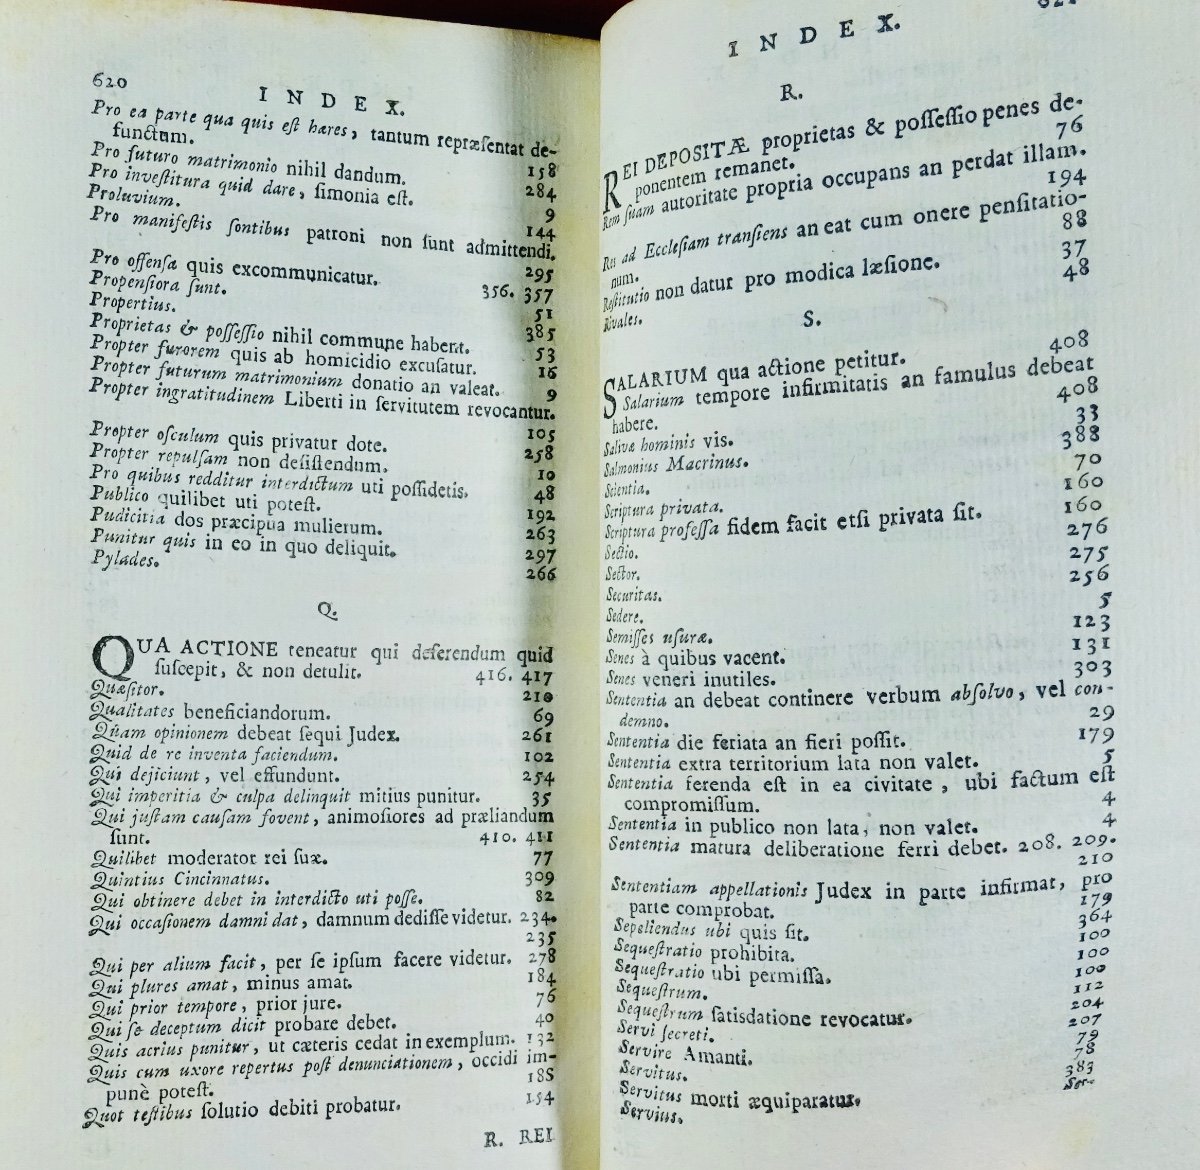 620
INDEX.
Pro ea parte qua quis eſt hæres, tantum repræſentat de-
functum. 158
Pro futuro matrimonio nihil dandum. 284
Pro inveſtitura quid dare, ſimonia eſt. 9
Proluvium. 144
Pro manifeſtis ſontibus patroni non ſunt admittendi.
295
Pro offenſa quis excommunicatur. 356. 357
Propenſiora ſunt. 51
Propertius. 385
Proprietas & poſſeſſio nihil commune habent. 53
Propter furorem quis ab homicidio excuſatur. 16
Propter futurum matrimonium donatio an valeat. 9
Propter ingratitudinem Liberti in ſervitutem revocantur.
105
Propter oſculum quis privatur dote. 258
Propter repulſam non deſiſtendum. 10
Pro quibus redditur interdictum uti poſſidetis. 48
Publico quilibet uti poteſt. 192
Pudicitia dos præcipua mulierum. 263
Punitur quis in eo in quo deliquit. 297
Pylades. 266
Q.
QUA ACTIONE teneatur qui deferendum quid
ſuſcepit, & non detulit. 416. 417
Quæſitor. 210
Qualitates beneficiandorum. 69
Quam opinionem debeat ſequi Judex. 261
Quid de re inventa faciendum. 102
Qui dejiciunt, vel effundunt. 254
Qui imperitia & culpa delinquit mitius punitur. 35
Qui juſtam cauſam fovent, animoſiores ad præliandum
ſunt. 410. 411
Quilibet moderator rei ſuæ. 77
Quintius Cincinnatus. 309
Qui obtinere debet in interdicto uti poſſe. 82
Qui occaſionem damni dat, damnum dediſſe videtur. 234.
235
Qui per alium facit, per ſe ipſum facere videtur. 278
Qui plures amat, minus amat. 184
Qui prior tempore, prior jure. 76
Qui ſe deceptum dicit probare debet. 40
Quis acrius punitur, ut cæteris cedat in exemplum. 132
Quis cum uxore repertus poſt denunciationem, occidi im-
punè poteſt. 185
Quot teſtibus ſolutio debiti probatur. 154
R. REI
INDEX.
R.
REI DEPOSITÆ proprietas & poſſeſſio penes de-
ponentem remanet. 76
Rem ſuam autoritate propria occupans an perdat illam.
194
Res ad Eccleſiam tranſiens an eat cum onere penſitatio-
num. 88
Reſtitutio non datur pro modica læſione. 37
Rivales. 48
S.
SALARIUM qua actione petitur. 408
Salarium tempore infirmitatis an famulus debeat
habere. 408
Salivæ hominis vis. 33
Salmonius Macrinus. 388
Scientia. 70
Scriptura privata. 160
Scriptura profeſſa fidem facit etſi privata ſit. 160
Sectio. 276
Sector. 275
Securitas. 256
Sedere. 5
Semiſſes uſuræ. 123
Senes à quibus vacent. 131
Senes veneri inutiles. 303
Sententia an debeat continere verbum abſolvo, vel con-
demno. 29
Sententia die feriata an fieri poſſit. 179
Sententia extra territorium lata non valet. 5
Sententia ferenda eſt in ea civitate, ubi factum eſt
compromiſſum. 4
Sententia in publico non lata, non valet. 4
Sententia matura deliberatione ferri debet. 208. 209.
210
Sententiam appellationis Judex in parte infirmat, pro
parte comprobat. 179
Sepeliendus ubi quis ſit. 364
Sequeſtratio prohibita. 100
Sequeſtratio ubi permiſſa. 100
Sequeſtrum. 100
Sequeſtrum ſatisdatione revocatur. 112
Servi ſecreti. 204
Servire Amanti. 207
Servitus. 79
Servitus morti æquiparatur. 78
Servius. 383
Ser-